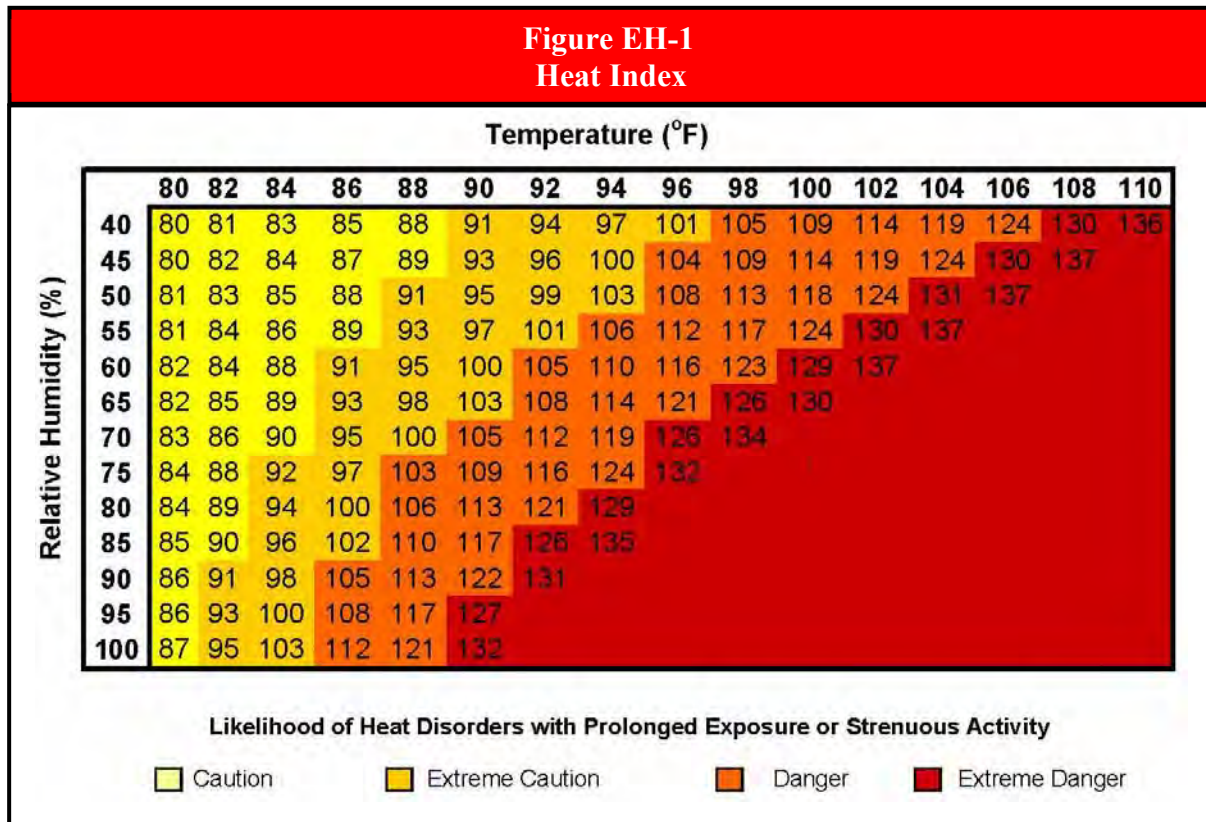 Figure EH-1
Heat Index
Temperature (°F)
80 82 84 86 88 90 92 94 96 98 100 102 104 106 108 110
Relative Humidity (%)
40 80 81 83 85 88 91 94 97 101 105 109 114 119 124 130 136
45 80 82 84 87 89 93 96 100 104 109 114 119 124 130 137
50 81 83 85 88 91 95 99 103 108 113 118 124 131 137
55 81 84 86 89 93 97 101 106 112 117 124 130 137
60 82 84 88 91 95 100 105 110 116 123 129 137
65 82 85 89 93 98 103 108 114 121 126 130
70 83 86 90 95 100 105 112 119 126 134
75 84 88 92 97 103 109 116 124 132
80 84 89 94 100 106 113 121 129
85 85 90 96 102 110 117 126 135
90 86 91 98 105 113 122 131
95 86 93 100 108 117 127
100 87 95 103 112 121 132
Likelihood of Heat Disorders with Prolonged Exposure or Strenuous Activity
Caution Extreme Caution Danger Extreme Danger